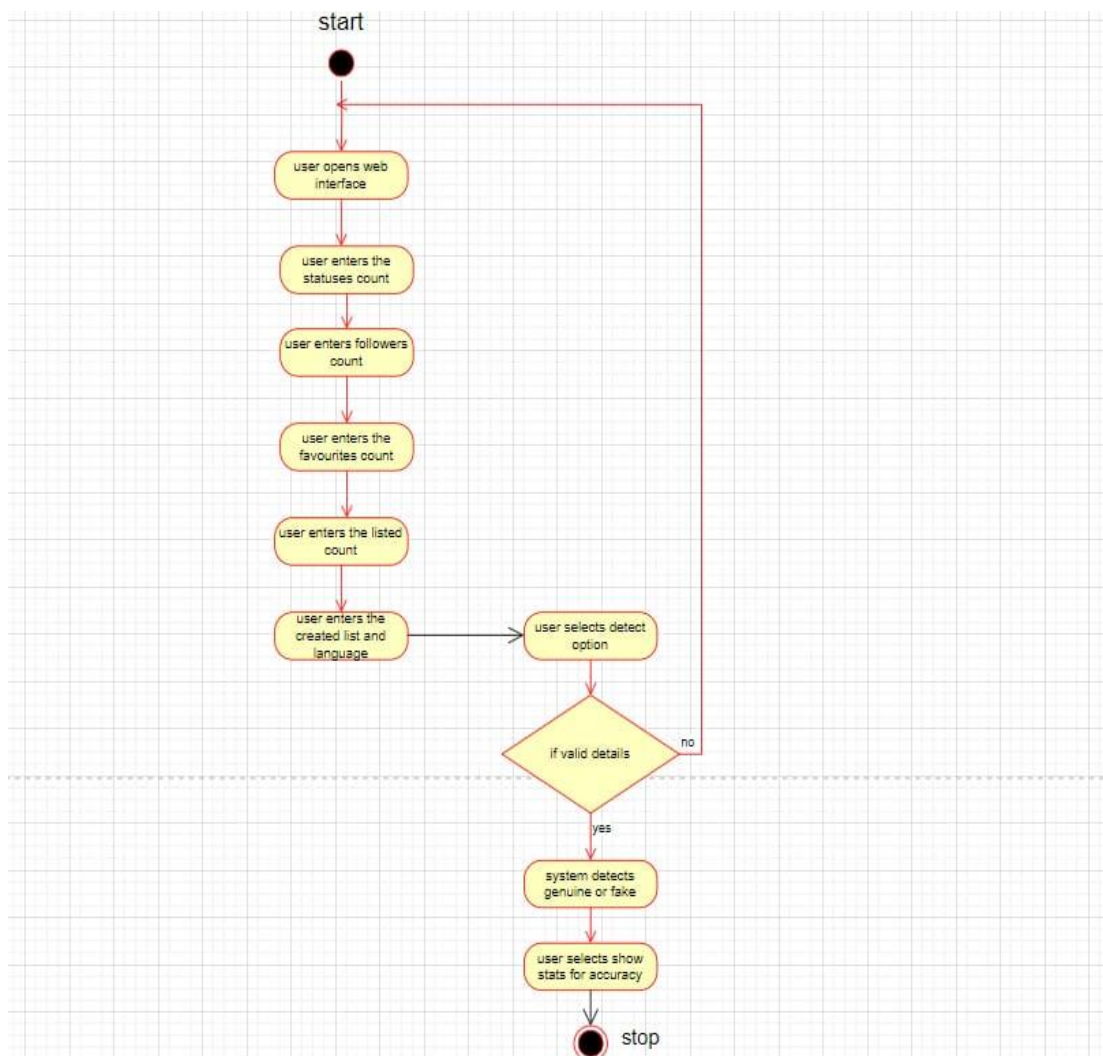 start
user opens web
interface
user enters the
statuses count
user enters followers
count
user enters the
favourites count
user enters the listed
count
user enters the
created list and
language
user selects detect
option
if valid details
no
yes
system detects
genuine or fake
user selects show
stats for accuracy
stop